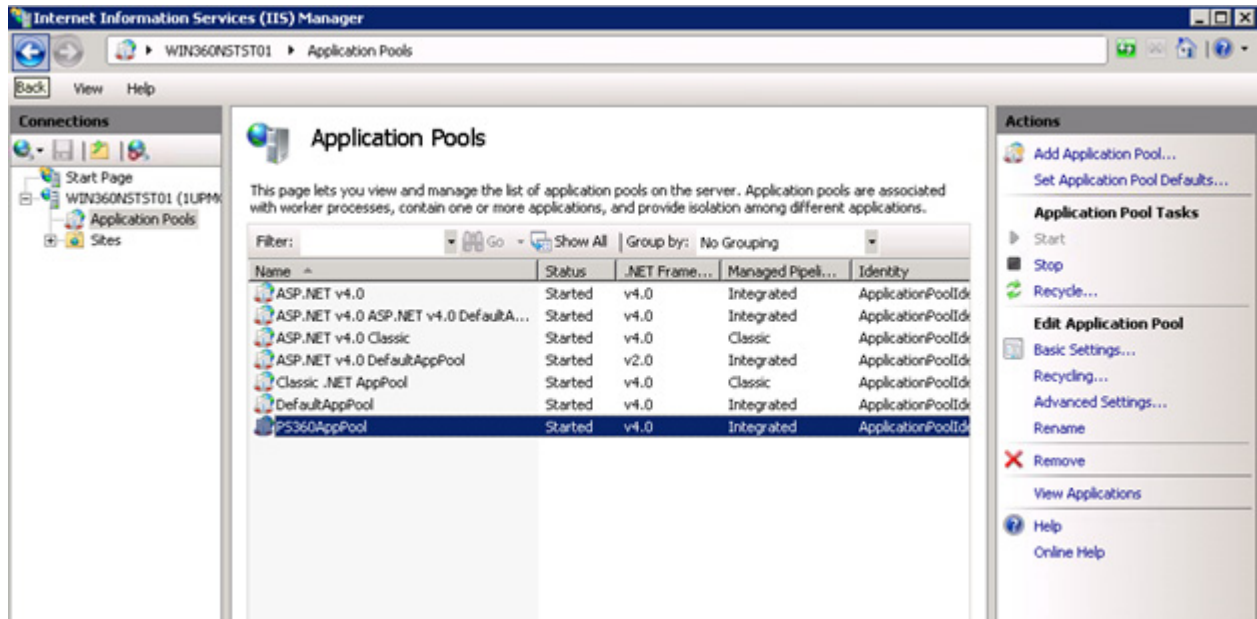 Internet Information Services (IIS) Manager
WIN360NSTST01 Application Pools
Back View Help
Connections
Start Page
WIN360NSTST01 (1UPM
Application Pools
Sites
Application Pools
This page lets you view and manage the list of application pools on the server. Application pools are associated
with worker processes, contain one or more applications, and provide isolation among different applications.
Filter: Go Show All Group by: No Grouping
Name Status .NET Frame... Managed Pipeli... Identity
ASP.NET v4.0 Started v4.0 Integrated ApplicationPoolIde
ASP.NET v4.0 ASP.NET v4.0 DefaultA... Started v4.0 Integrated ApplicationPoolIde
ASP.NET v4.0 Classic Started v4.0 Classic ApplicationPoolIde
ASP.NET v4.0 DefaultAppPool Started v2.0 Integrated ApplicationPoolIde
Classic .NET AppPool Started v4.0 Classic ApplicationPoolIde
DefaultAppPool Started v4.0 Integrated ApplicationPoolIde
PS360AppPool Started v4.0 Integrated ApplicationPoolIde
Actions
Add Application Pool...
Set Application Pool Defaults...
Application Pool Tasks
Start
Stop
Recycle...
Edit Application Pool
Basic Settings...
Recycling...
Advanced Settings...
Rename
Remove
View Applications
Help
Online Help